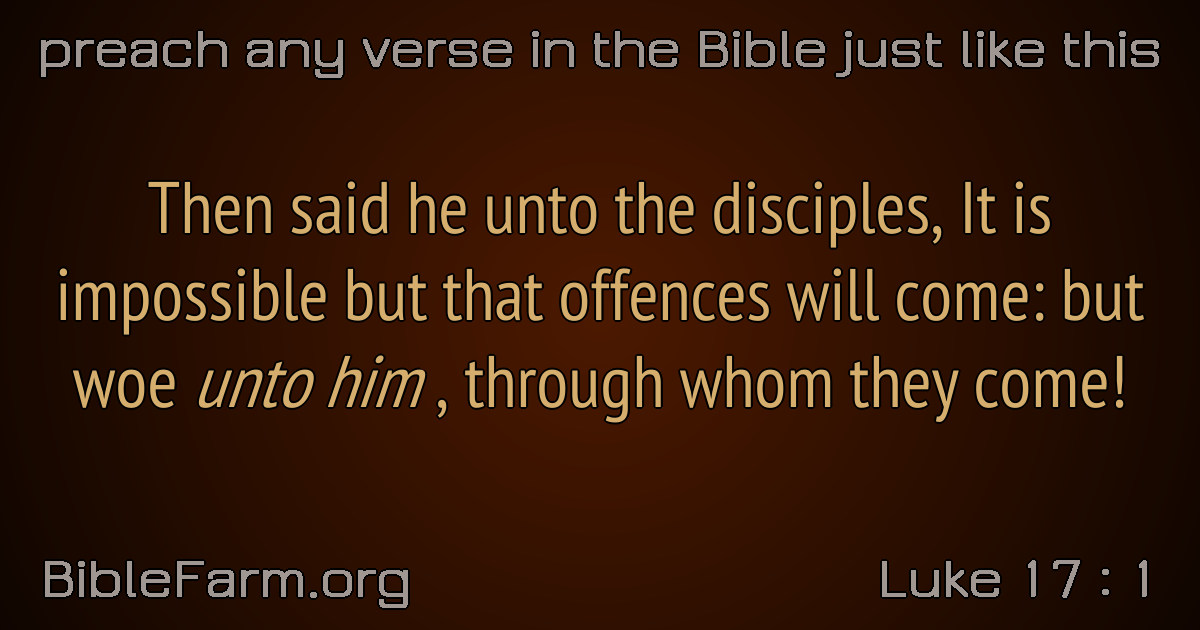 preach any verse in the Bible just like this
Then said he unto the disciples, It is
impossible but that offences will come: but
woe unto him , through whom they come!
BibleFarm.org
Luke 17 : 1